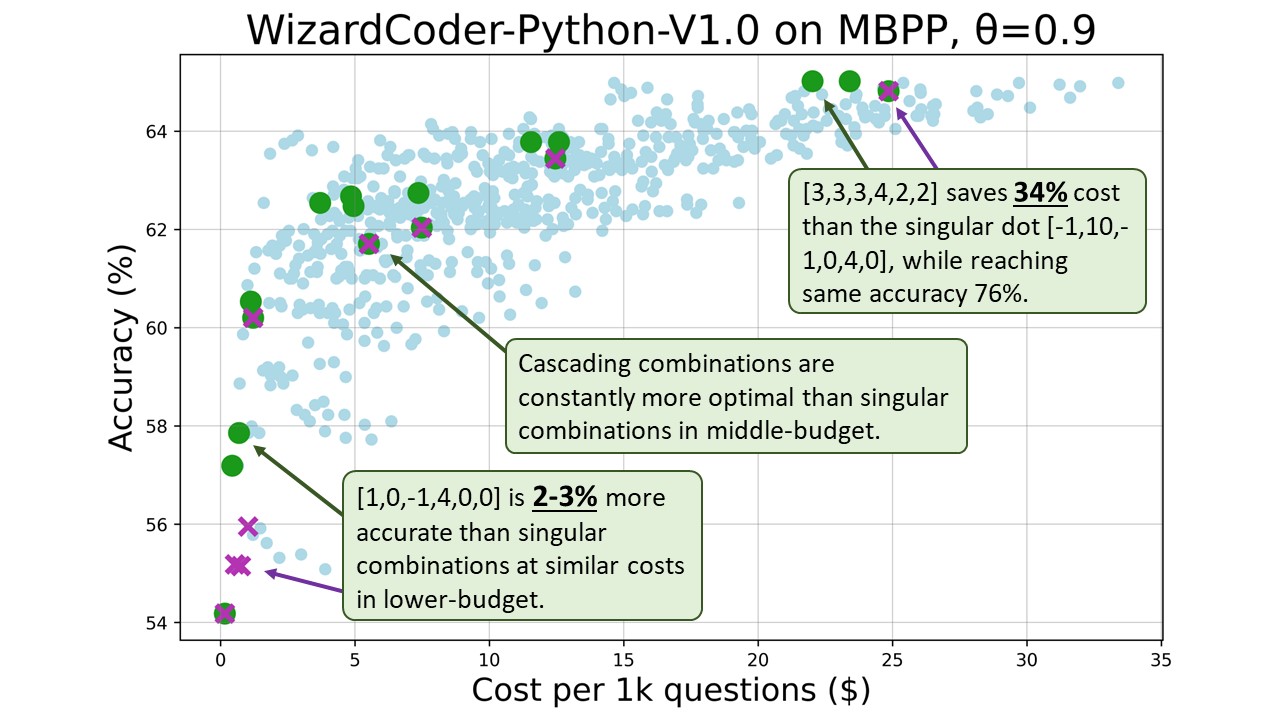 WizardCoder-Python-V1.0 on MBPP, θ=0.9
Accuracy (%)
64
62
60
58
56
54
[3,3,3,4,2,2] saves 34% cost
than the singular dot [-1,10,-
1,0,4,0], while reaching
same accuracy 76%.
Cascading combinations are
constantly more optimal than singular
combinations in middle-budget.
[1,0,-1,4,0,0] is 2-3% more
accurate than singular
combinations at similar costs
in lower-budget.
0 5 10 15 20 25 30 35
Cost per 1k questions ($)